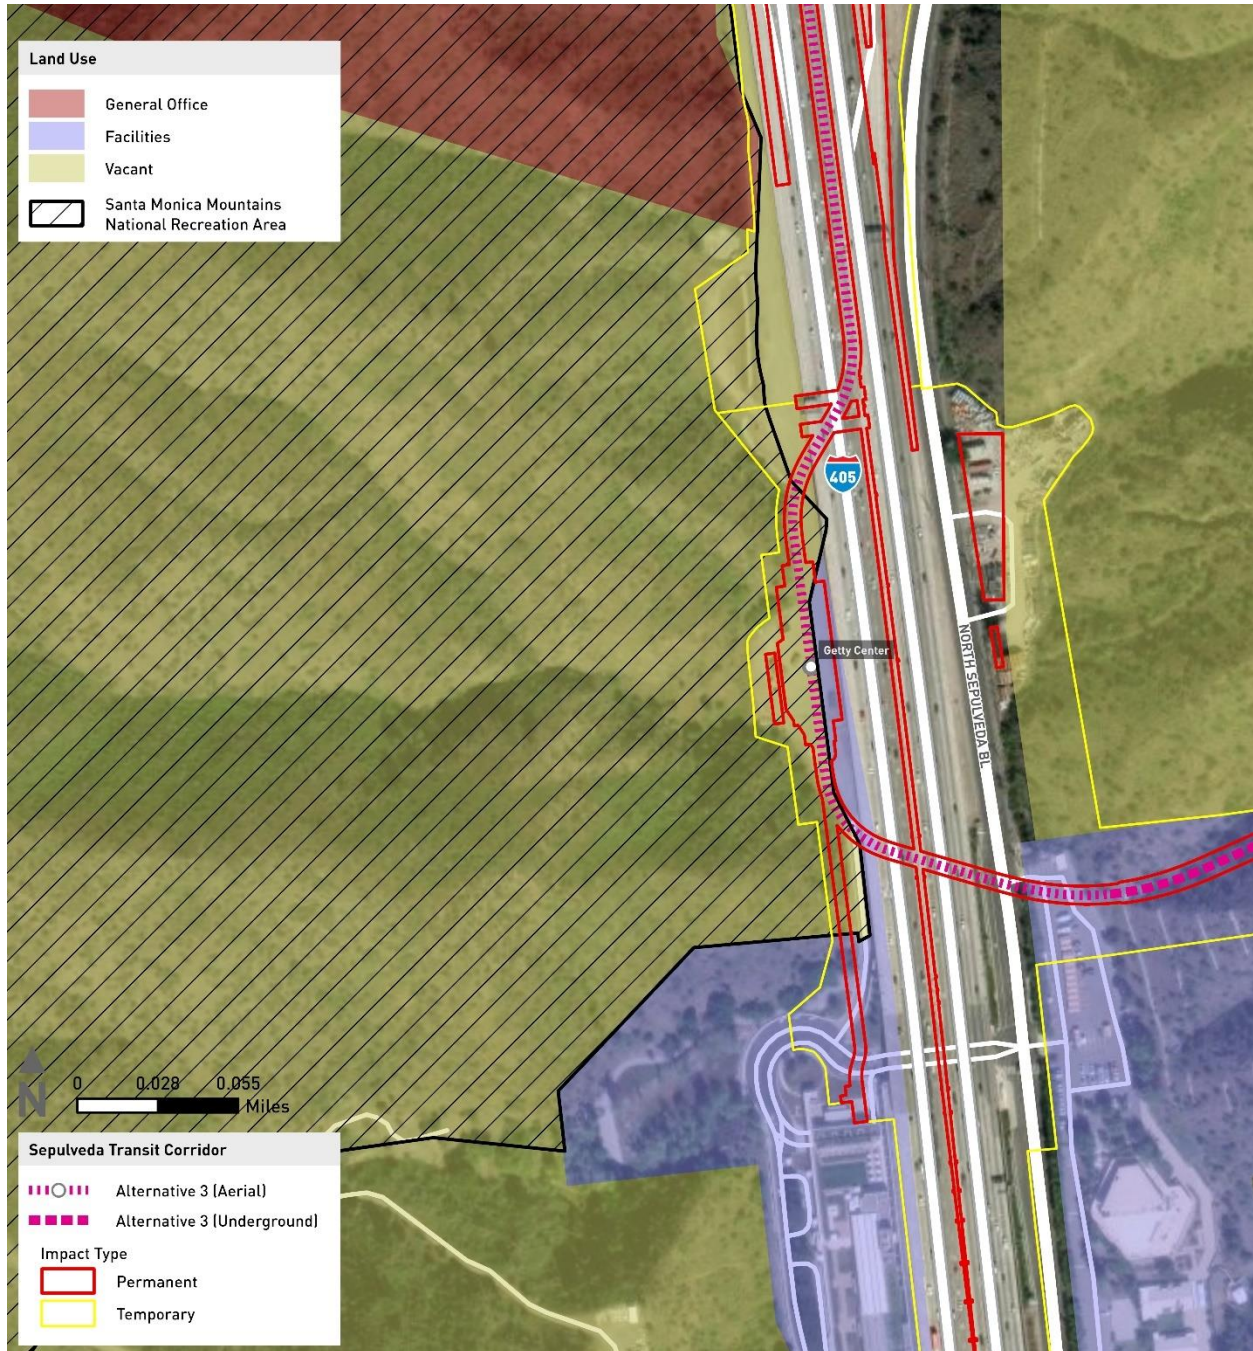 Land Use
General Office
Facilities
Vacant
Santa Monica Mountains
National Recreation Area
405
Getty Center
NORTH SEPULVEDA BL
N
0 0.028 0.055
Miles
Sepulveda Transit Corridor
Alternative 3 (Aerial)
Alternative 3 (Underground)
Impact Type
Permanent
Temporary